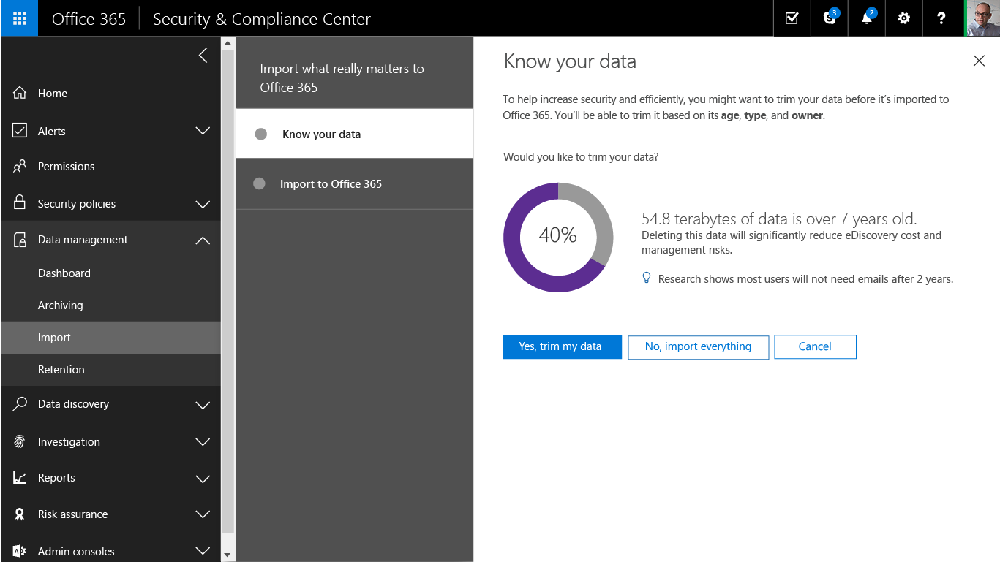 Office 365
Security & Compliance Center
3
2
?
Home
Alerts
Permissions
Security policies
Data management
Dashboard
Archiving
Import
Retention
Data discovery
Investigation
Reports
Risk assurance
Admin consoles
Import what really matters to
Office 365
Know your data
Import to Office 365
Know your data
To help increase security and efficiently, you might want to trim your data before it's imported to
Office 365. You'll be able to trim it based on its age, type, and owner.
Would you like to trim your data?
40%
54.8 terabytes of data is over 7 years old.
Deleting this data will significantly reduce eDiscovery cost and
management risks.
Research shows most users will not need emails after 2 years.
Yes, trim my data
No, import everything
Cancel